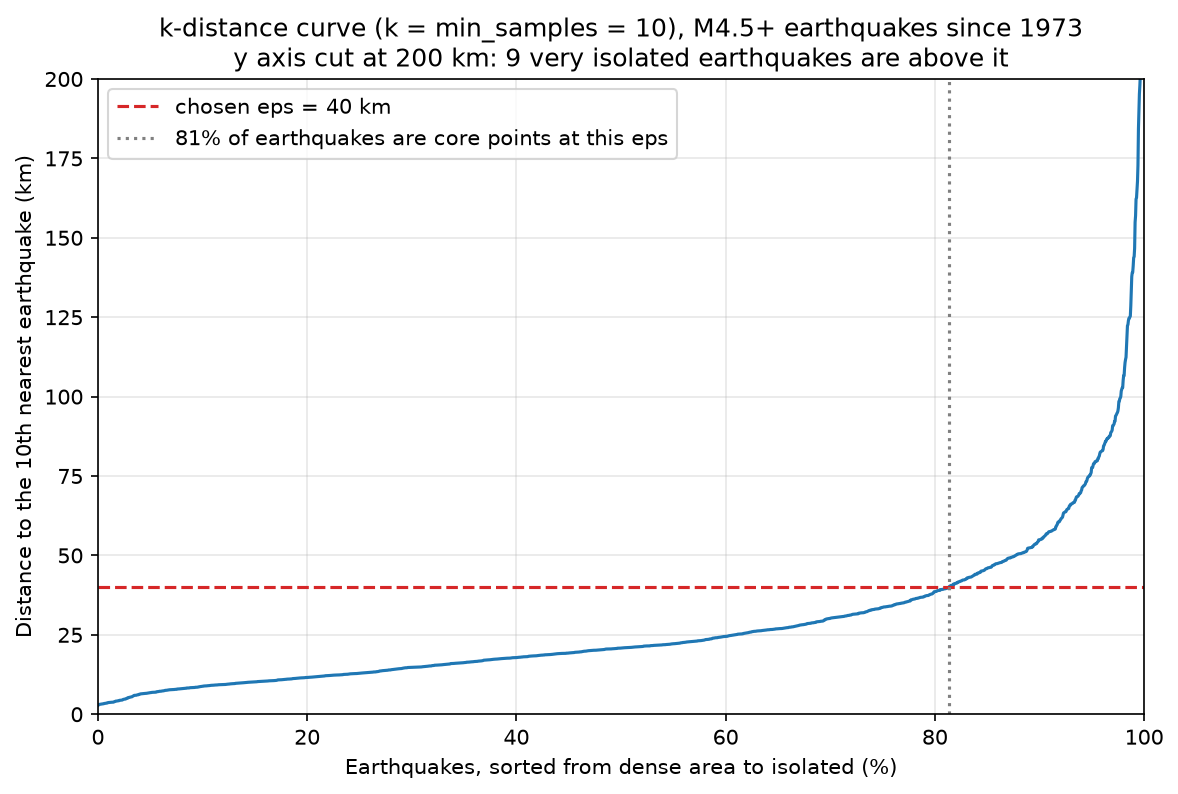 k-distance curve (k = min_samples = 10), M4.5+ earthquakes since 1973
y axis cut at 200 km: 9 very isolated earthquakes are above it
chosen eps = 40 km
81% of earthquakes are core points at this eps
Distance to the 10th nearest earthquake (km)
200
175
150
125
100
75
50
25
0
0 20 40 60 80 100
Earthquakes, sorted from dense area to isolated (%)